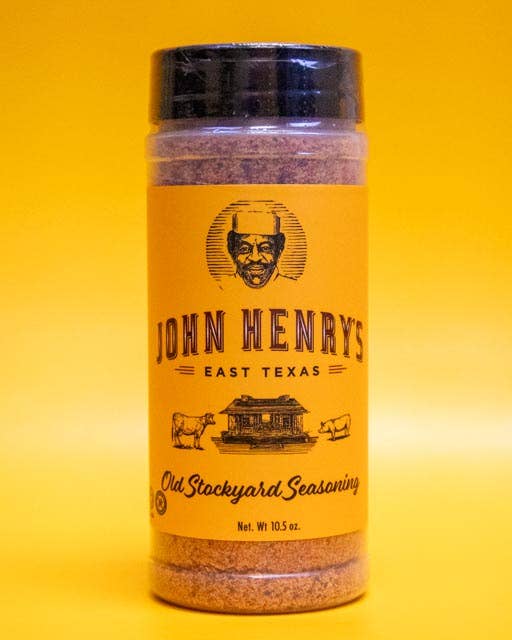 JOHN HENRY'S
EAST TEXAS
Old Stockyard Seasoning
Net. Wt 10.5 oz.